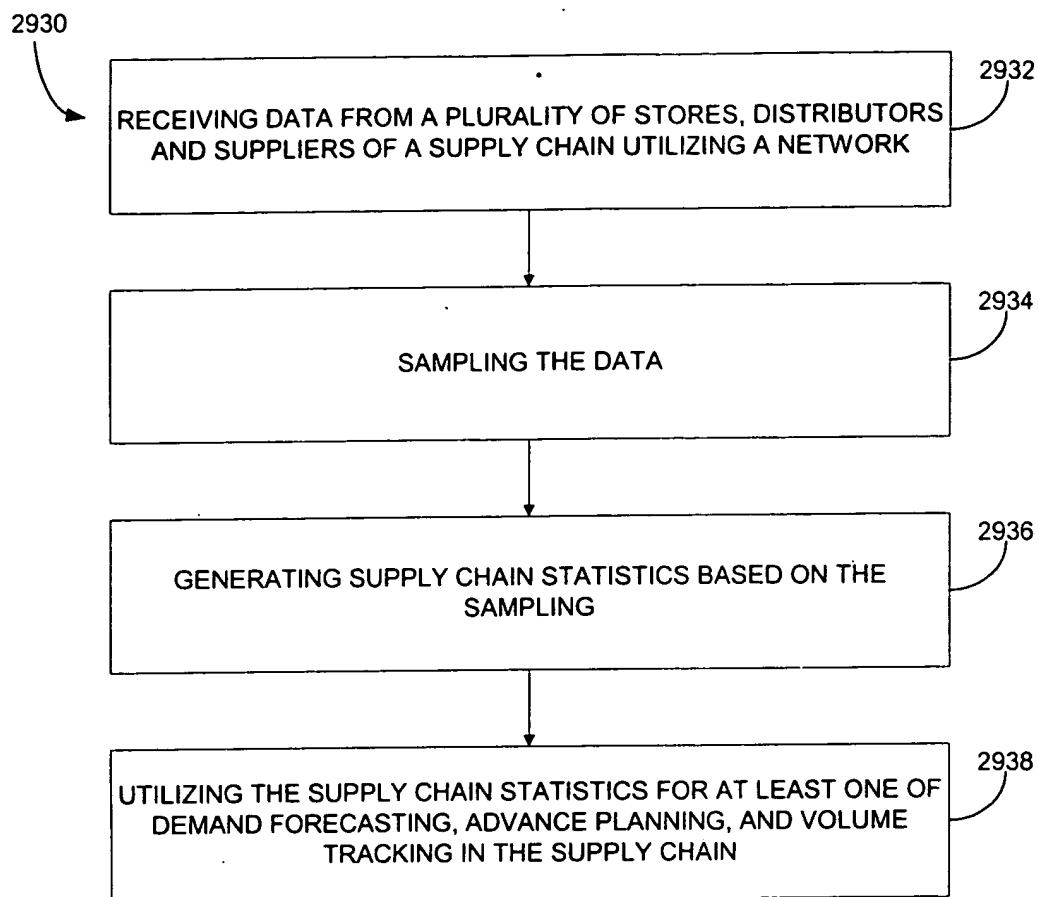 2930
2932
RECEIVING DATA FROM A PLURALITY OF STORES, DISTRIBUTORS
AND SUPPLIERS OF A SUPPLY CHAIN UTILIZING A NETWORK
2934
SAMPLING THE DATA
2936
GENERATING SUPPLY CHAIN STATISTICS BASED ON THE
SAMPLING
2938
UTILIZING THE SUPPLY CHAIN STATISTICS FOR AT LEAST ONE OF
DEMAND FORECASTING, ADVANCE PLANNING, AND VOLUME
TRACKING IN THE SUPPLY CHAIN